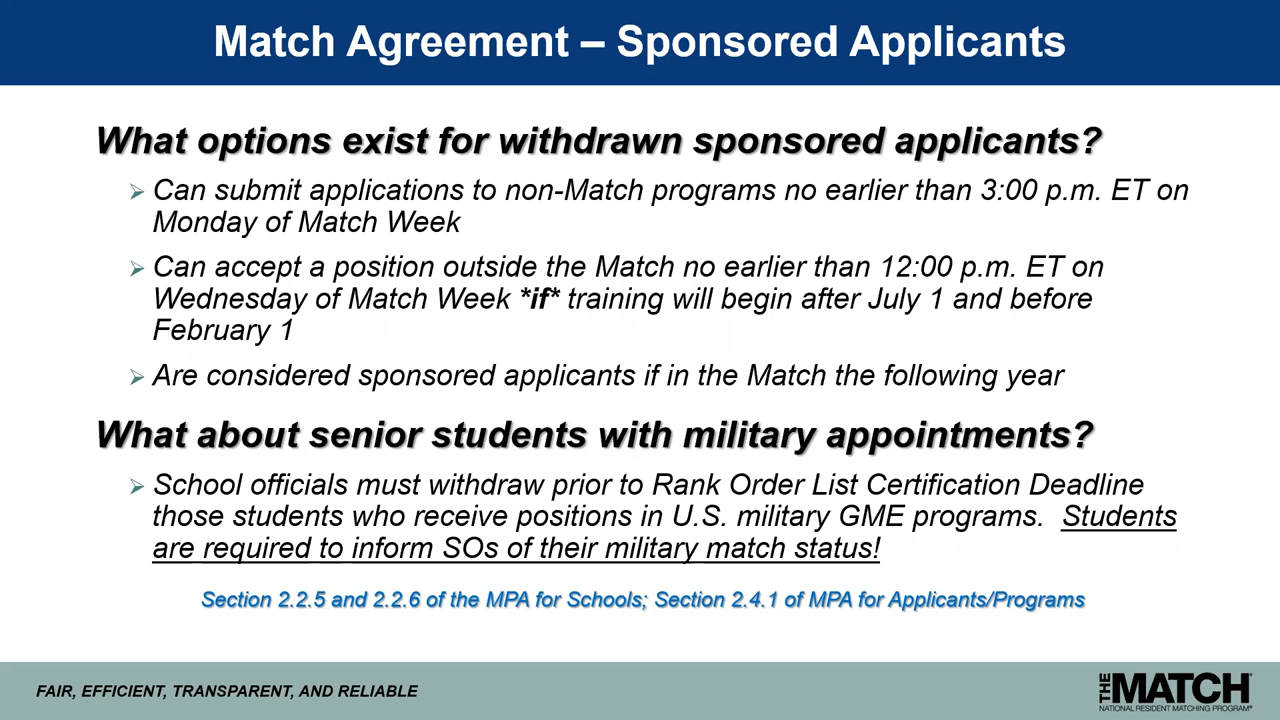 Match Agreement – Sponsored Applicants
What options exist for withdrawn sponsored applicants?
Can submit applications to non-Match programs no earlier than 3:00 p.m. ET on
Monday of Match Week
Can accept a position outside the Match no earlier than 12:00 p.m. ET on
Wednesday of Match Week *if* training will begin after July 1 and before
February 1
Are considered sponsored applicants if in the Match the following year
What about senior students with military appointments?
School officials must withdraw prior to Rank Order List Certification Deadline
those students who receive positions in U.S. military GME programs. Students
are required to inform SOs of their military match status!
Section 2.2.5 and 2.2.6 of the MPA for Schools; Section 2.4.1 of MPA for Applicants/Programs
FAIR, EFFICIENT, TRANSPARENT, AND RELIABLE
THE MATCH®
NATIONAL RESIDENT MATCHING PROGRAM®